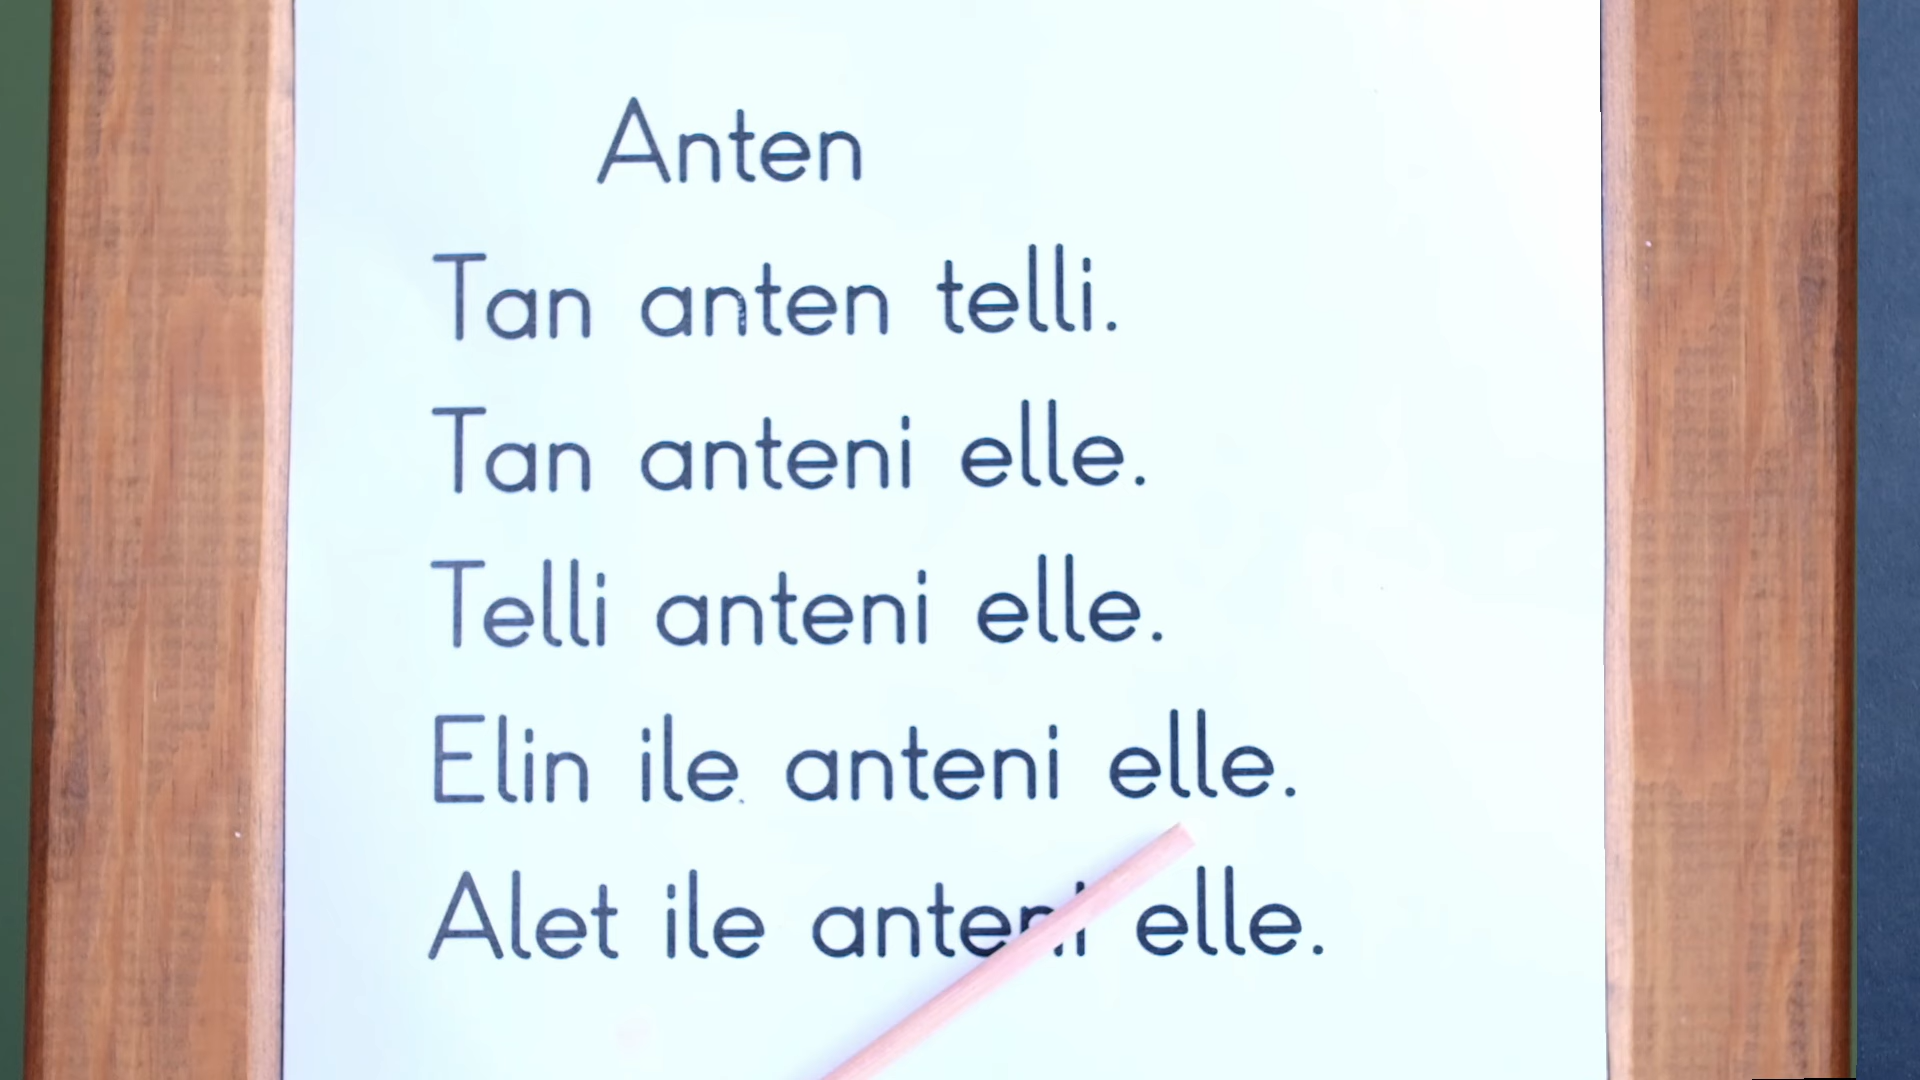 Anten
Tan anten telli.
Tan anteni elle.
Telli anteni elle.
Elin ile anteni elle.
Alet ile anteni elle.